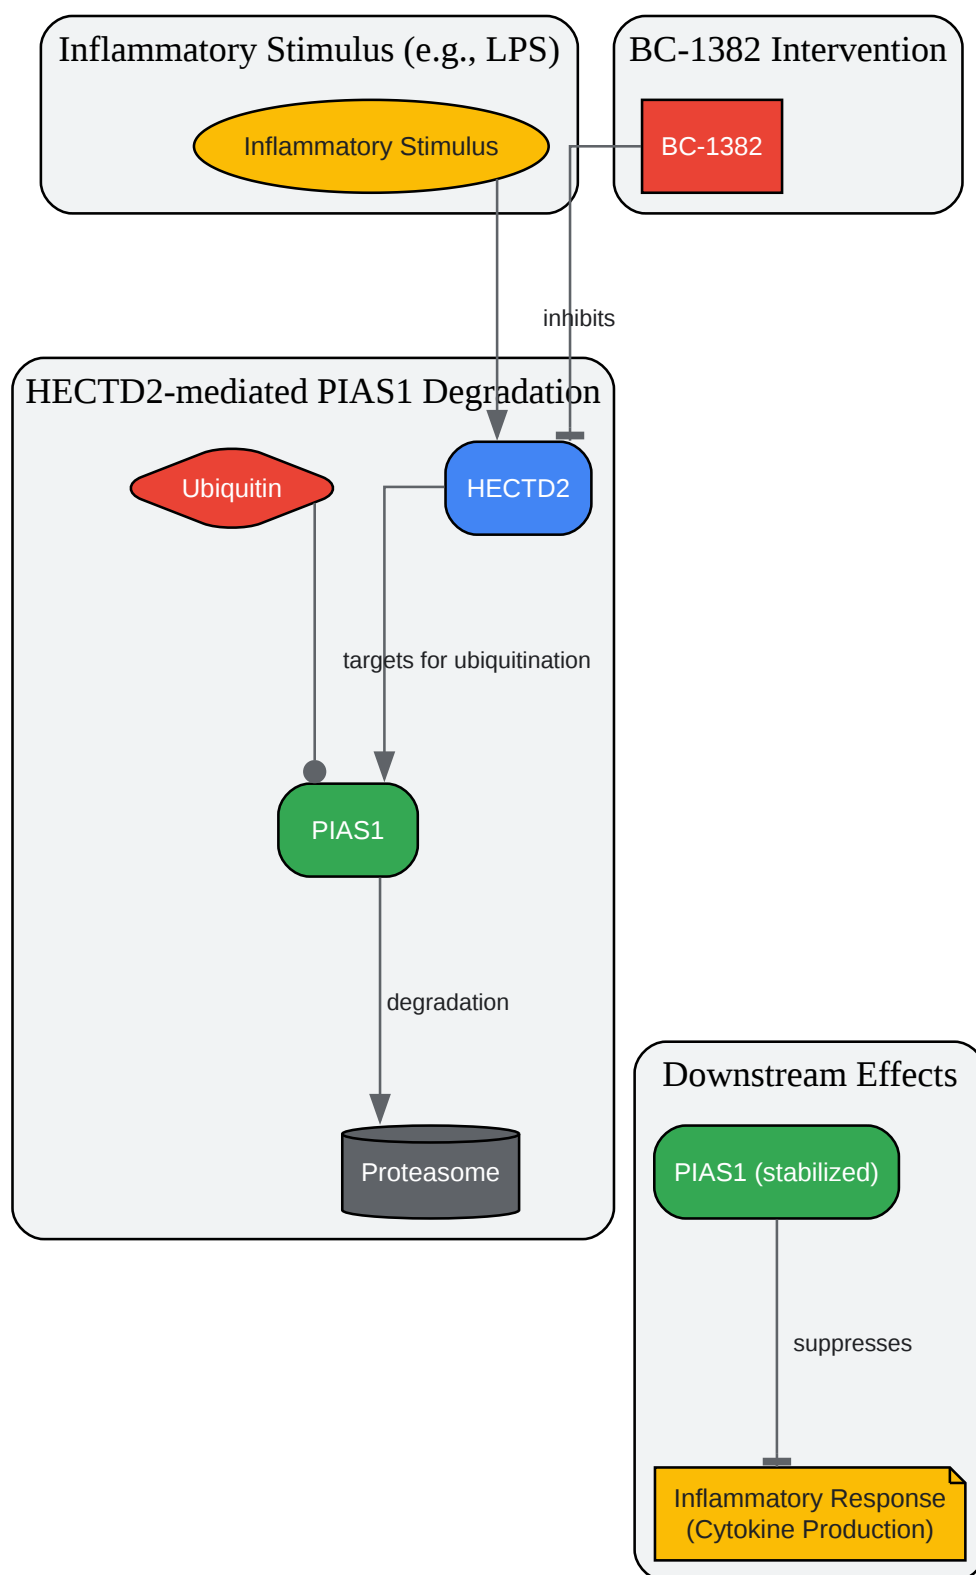 Inflammatory Stimulus (e.g., LPS)
BC-1382 Intervention
Inflammatory Stimulus
BC-1382
inhibits
HECTD2-mediated PIAS1 Degradation
Ubiquitin
HECTD2
targets for ubiquitination
PIAS1
degradation
Downstream Effects
Proteasome
PIAS1 (stabilized)
suppresses
Inflammatory Response
(Cytokine Production)